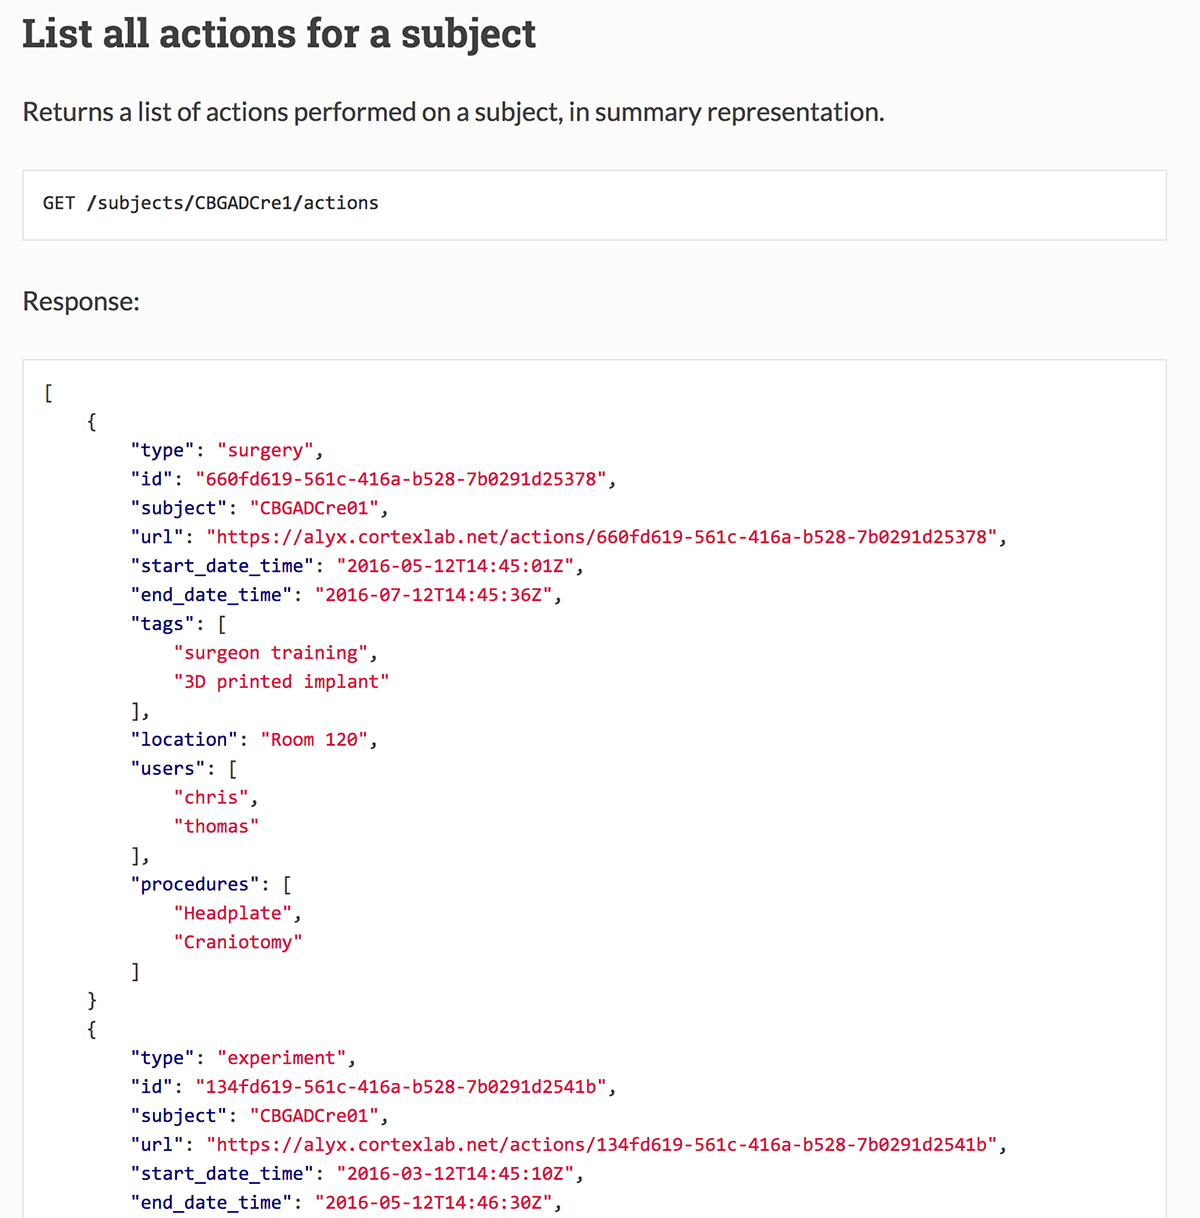 List all actions for a subject
Returns a list of actions performed on a subject, in summary representation.
GET /subjects/CBGADCre1/actions
Response:
[
    {
        "type": "surgery",
        "id": "660fd619-561c-416a-b528-7b0291d25378",
        "subject": "CBGADCre01",
        "url": "https://alyx.cortexlab.net/actions/660fd619-561c-416a-b528-7b0291d25378",
        "start_date_time": "2016-05-12T14:45:01Z",
        "end_date_time": "2016-07-12T14:45:36Z",
        "tags": [
            "surgeon training",
            "3D printed implant"
        ],
        "location": "Room 120",
        "users": [
            "chris",
            "thomas"
        ],
        "procedures": [
            "Headplate",
            "Craniotomy"
        ]
    }
    {
        "type": "experiment",
        "id": "134fd619-561c-416a-b528-7b0291d2541b",
        "subject": "CBGADCre01",
        "url": "https://alyx.cortexlab.net/actions/134fd619-561c-416a-b528-7b0291d2541b",
        "start_date_time": "2016-03-12T14:45:10Z",
        "end_date_time": "2016-05-12T14:46:30Z",